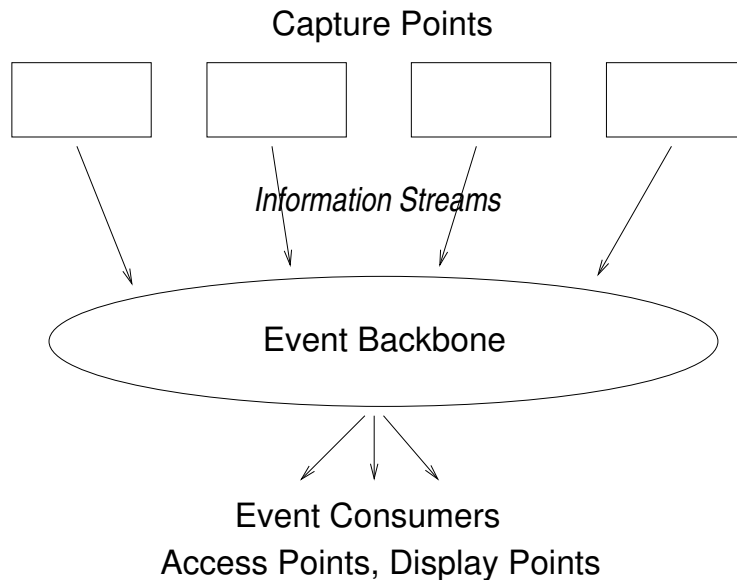 Capture Points
Information Streams
Event Backbone
Event Consumers
Access Points, Display Points